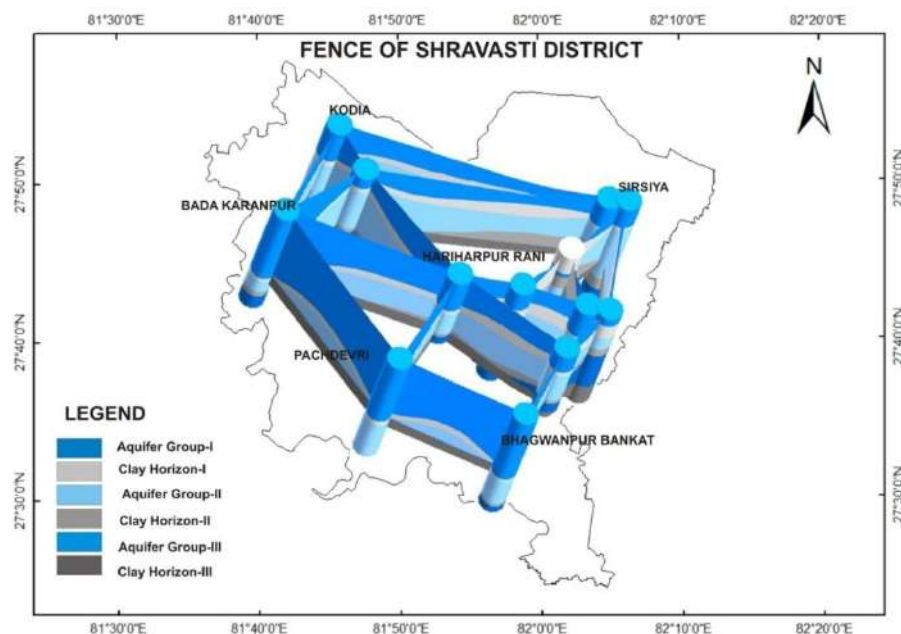 81°30'0"E 81°40'0"E 81°50'0"E 82°0'0"E 82°10'0"E 82°20'0"E
FENCE OF SHRAVASTI DISTRICT
N
KODIA
27°50'0"N
27°50'0"N
SIRSIYA
BADA KARANPUR
HARIHARPUR RANI
27°40'0"N
27°40'0"N
PACHDEVRI
BHAGWANPUR BANKAT
27°30'0"N
27°30'0"N
LEGEND
Aquifer Group-I
Clay Horizon-I
Aquifer Group-II
Clay Horizon-II
Aquifer Group-III
Clay Horizon-III
81°30'0"E 81°40'0"E 81°50'0"E 82°0'0"E 82°10'0"E 82°20'0"E